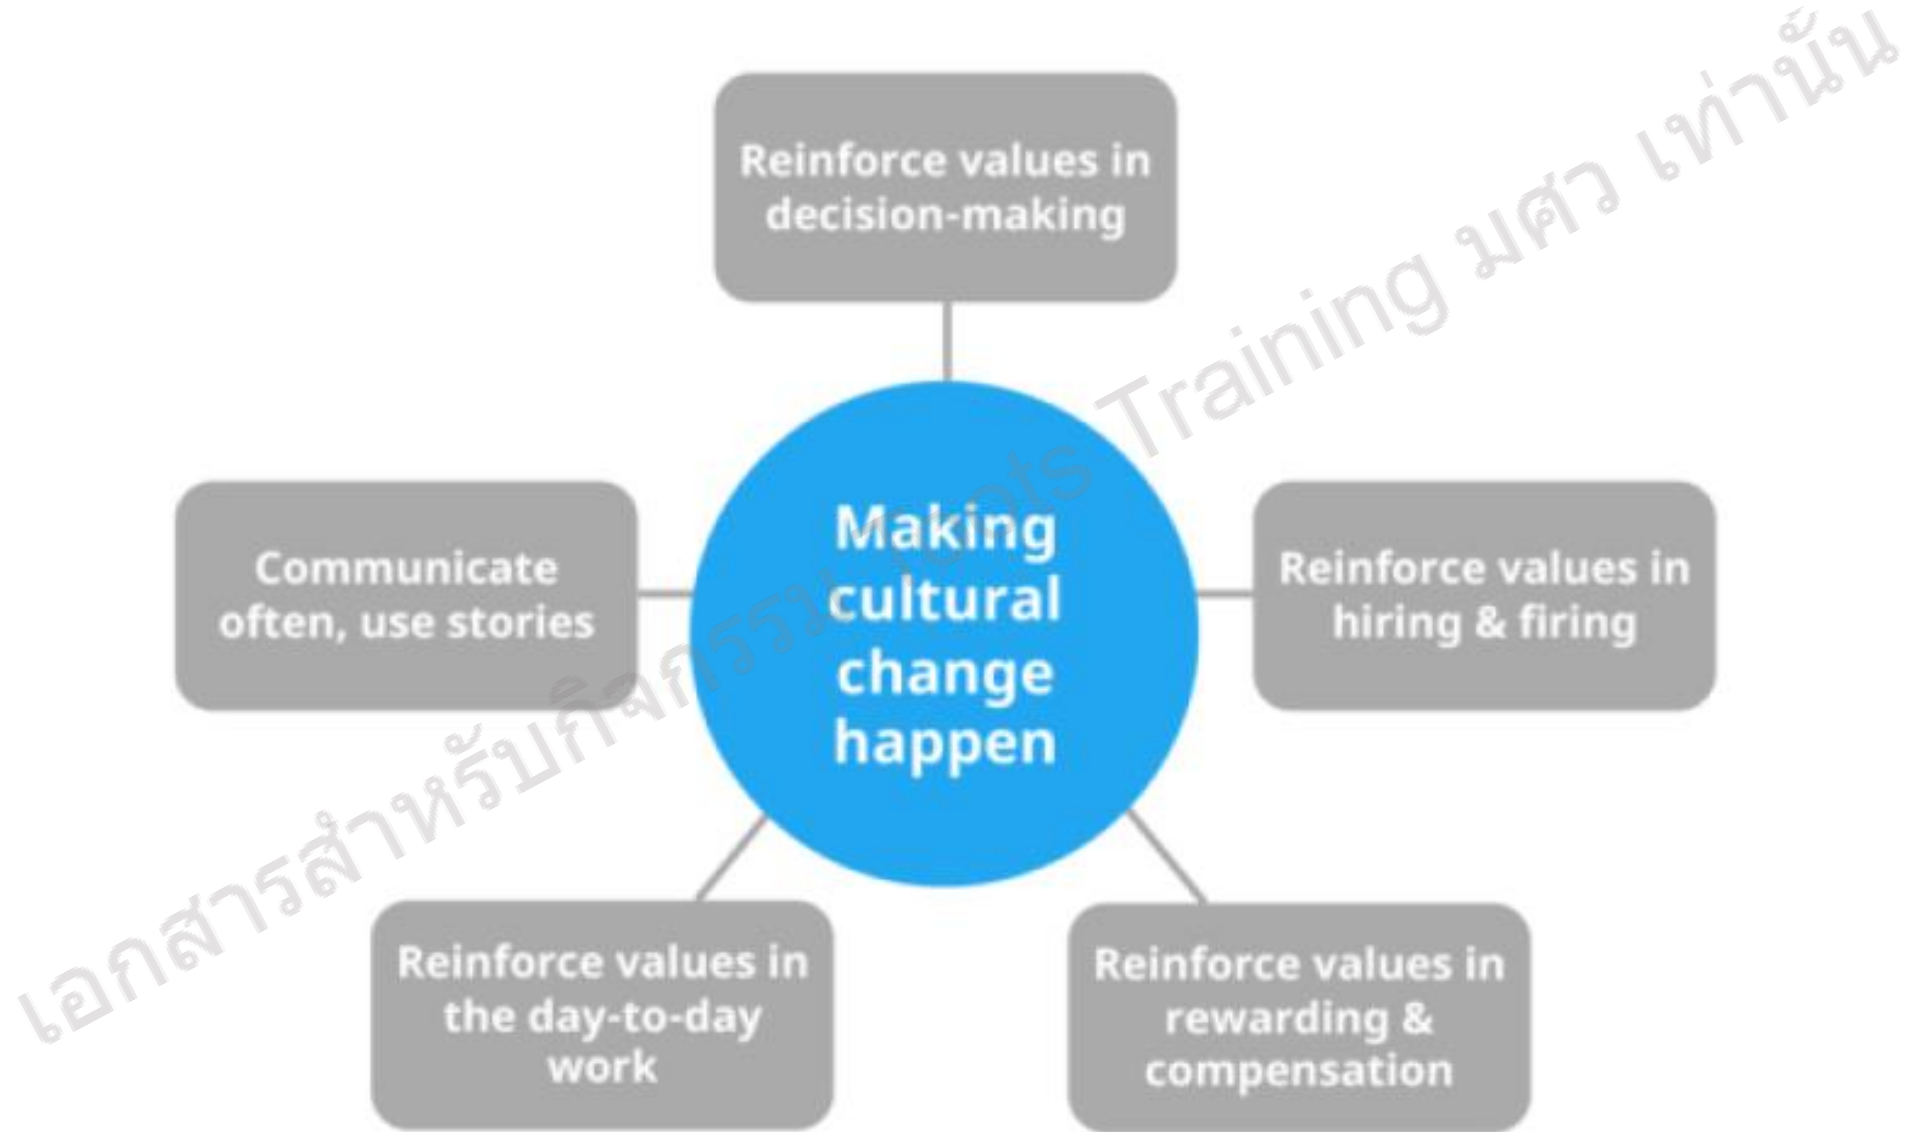 Reinforce values in
decision-making
Communicate
often, use stories
Making
cultural
change
happen
Reinforce values in
hiring & firing
Reinforce values in
the day-to-day
work
Reinforce values in
rewarding &
compensation
เอกสารสำหรับกิจกรรม Training มศว เท่านั้น